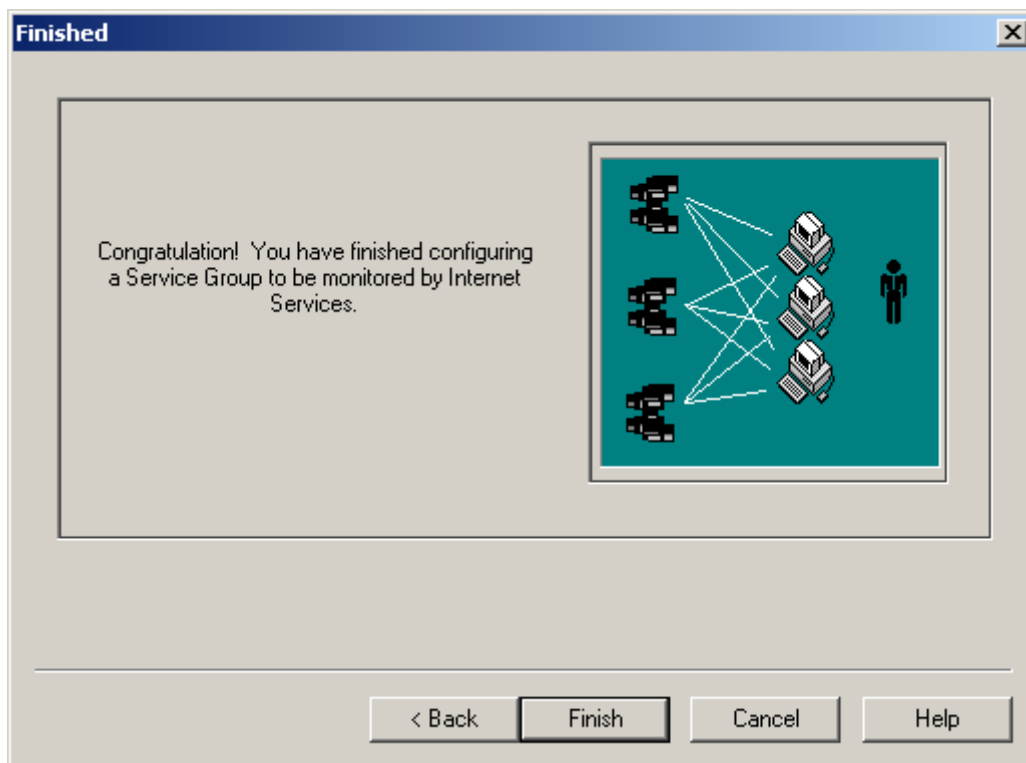 Finished
Congratulation!  You have finished configuring
a Service Group to be monitored by Internet
Services.
< Back
Finish
Cancel
Help